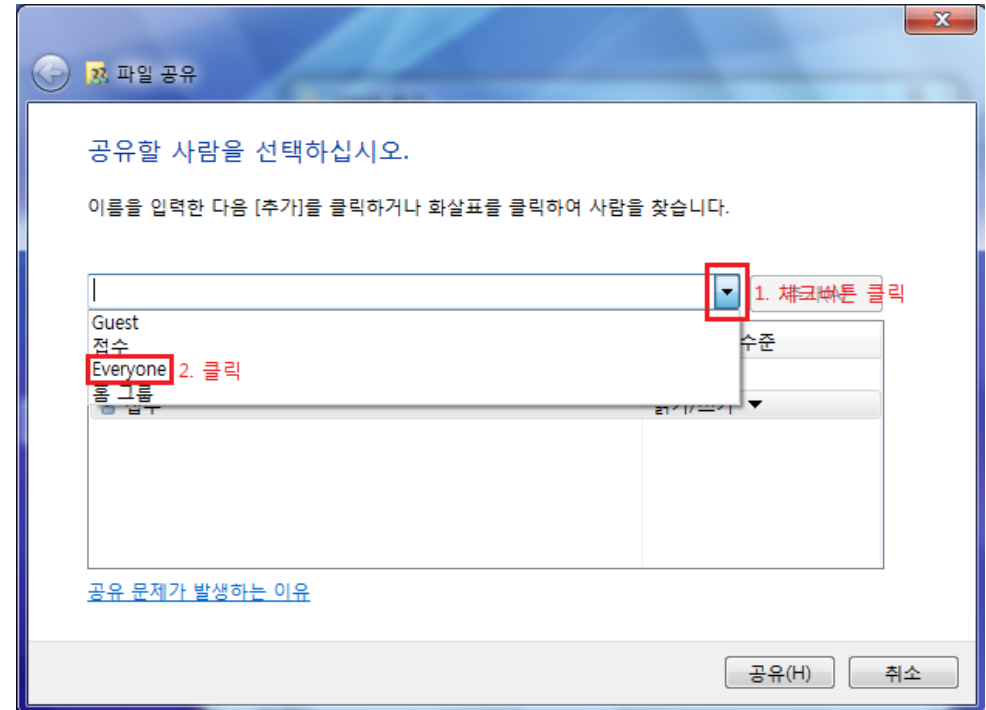 파일 공유
공유할 사람을 선택하십시오.
이름을 입력한 다음 [추가]를 클릭하거나 화살표를 클릭하여 사람을 찾습니다.
1. 체크버튼 클릭
Guest
접수
수준
Everyone 2. 클릭
홈 그룹
공유 문제가 발생하는 이유
공유(H) 취소